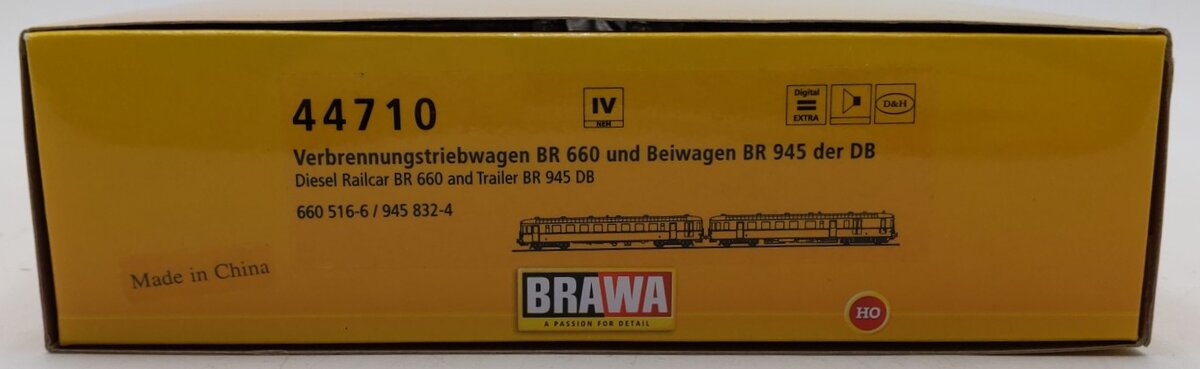 44710
IV
NEM
Digital
EXTRA
D&H
Verbrennungstriebwagen BR 660 und Beiwagen BR 945 der DB
Diesel Railcar BR 660 and Trailer BR 945 DB
660 516-6 / 945 832-4
Made in China
BRAWA
A PASSION FOR DETAIL
HO